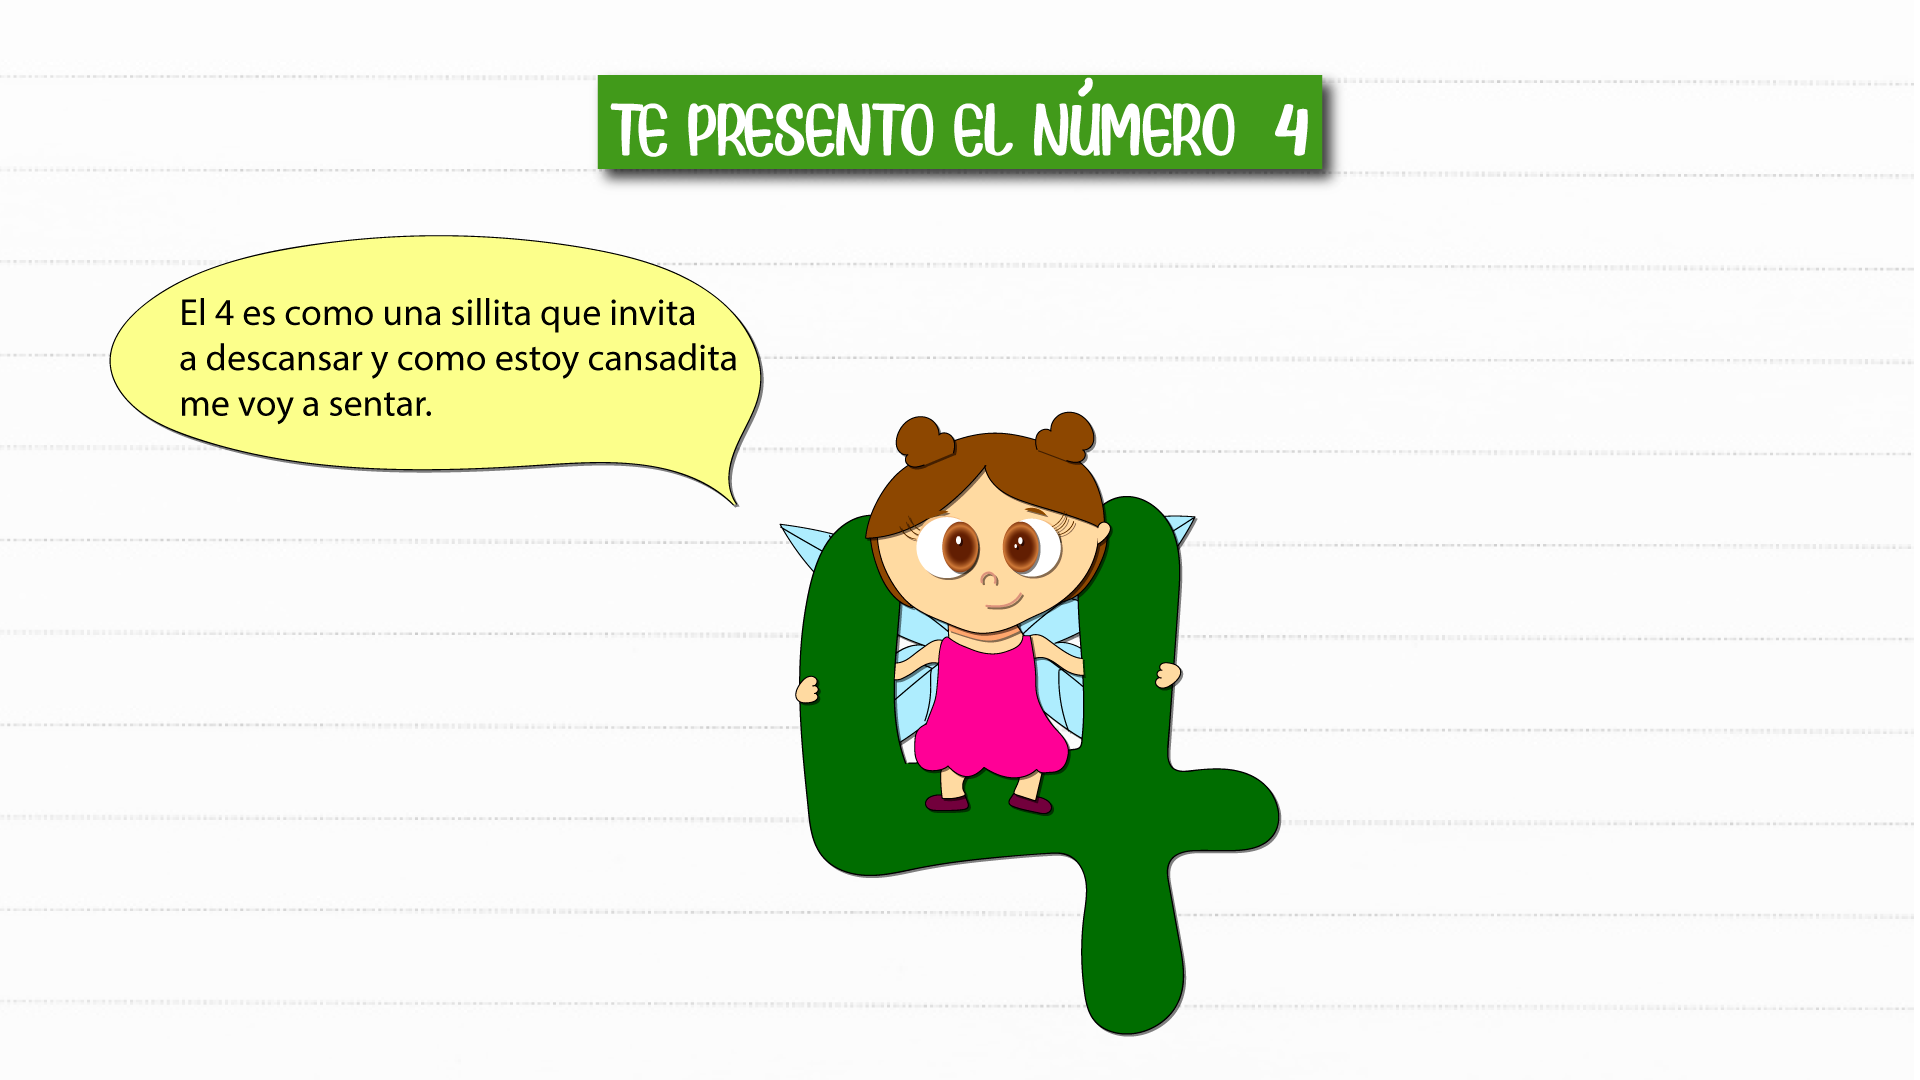 TE PRESENTO EL NÚMERO 4
El 4 es como una sillita que invita
a descansar y como estoy cansadita
me voy a sentar.
4